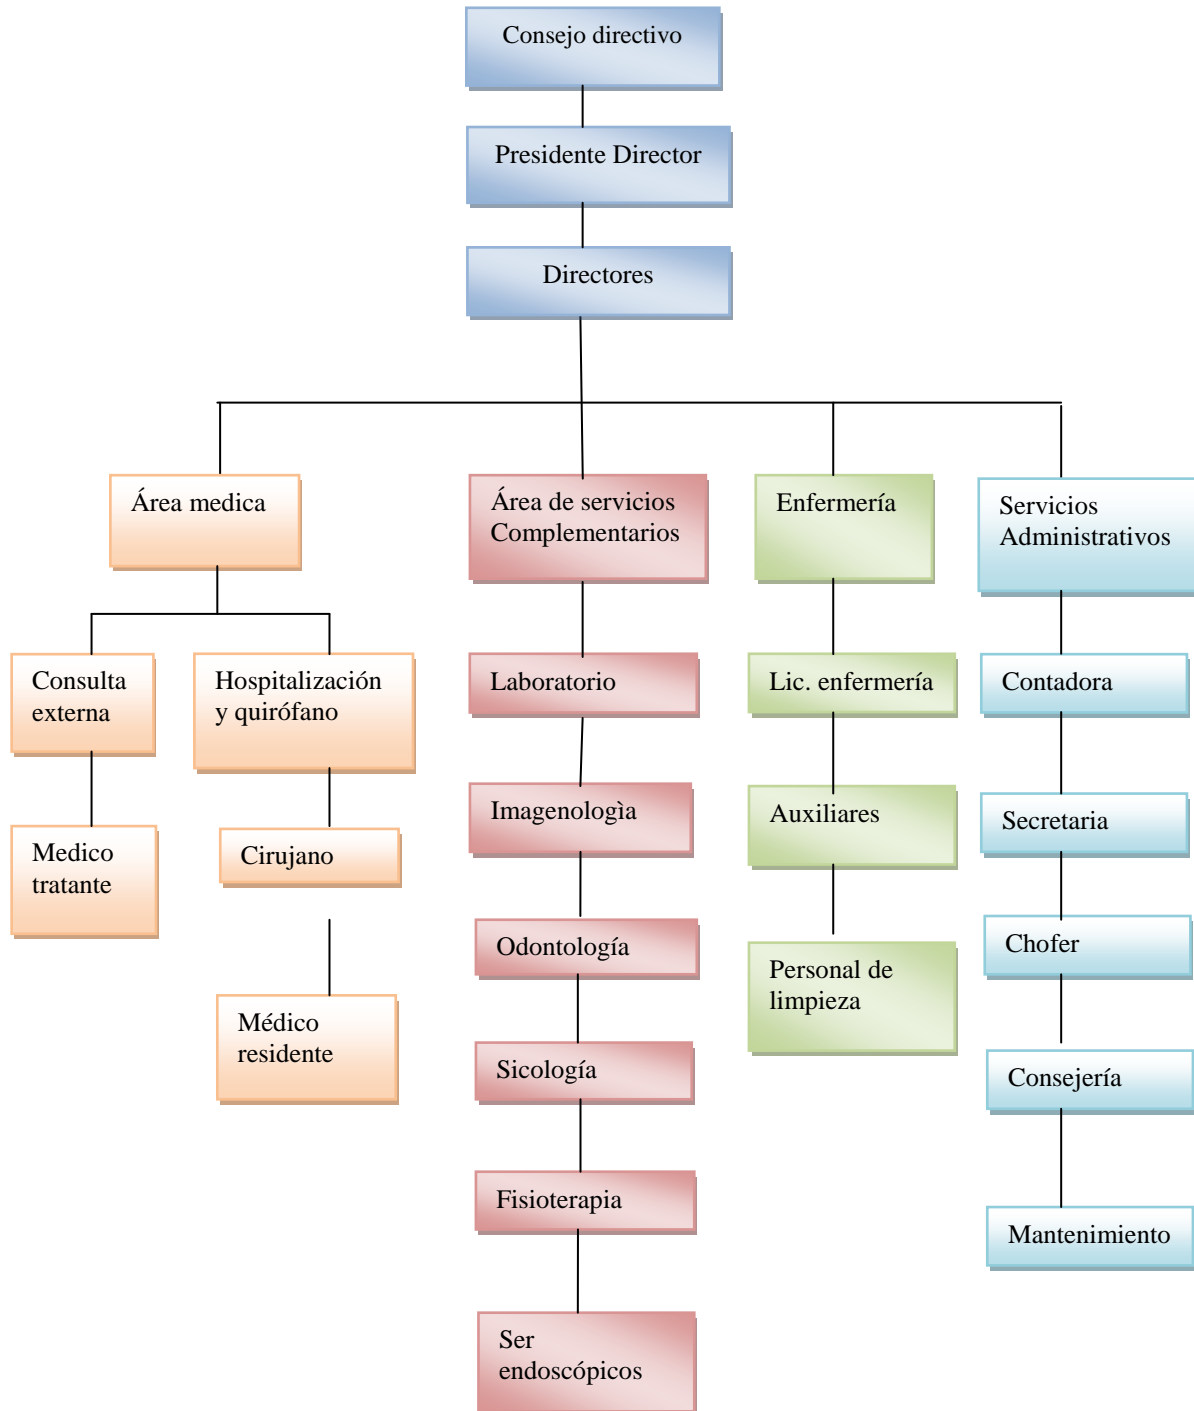 Consejo directivo
Presidente Director
Directores
Área medica
Área de servicios
Complementarios
Enfermería
Servicios
Administrativos
Consulta
externa
Hospitalización
y quirófano
Laboratorio
Lic. enfermería
Contadora
Medico
tratante
Cirujano
Imagenologìa
Auxiliares
Secretaria
Médico
residente
Odontología
Personal de
limpieza
Chofer
Sicología
Consejería
Fisioterapia
Mantenimiento
Ser
endoscópicos